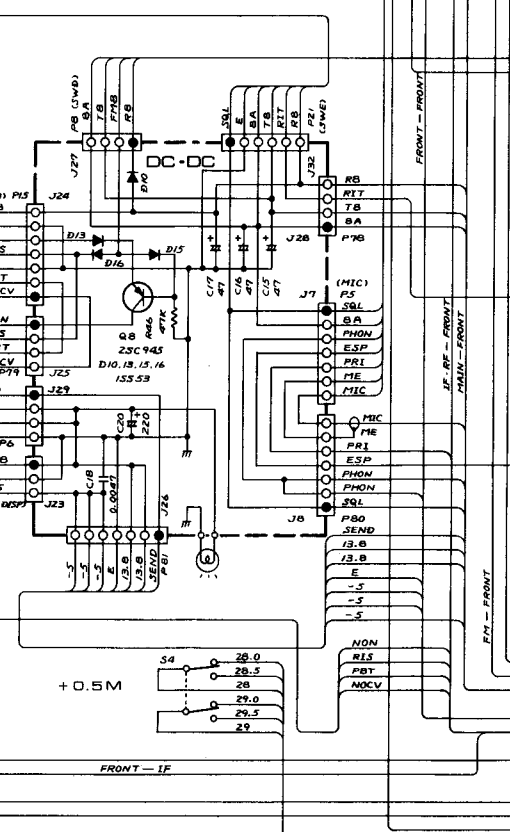 P8 (SWD)
8A
T8
FM8
R8
J27
SQL
E
8A
T8
RIT
R8
P21
(SWE)
J32
DC-DC
FRONT—FRONT
P15
J24
D10
R8
RIT
T8
8A
J28
P78
D13
D16
D15
C17
47
C16
47
C15
47
CV
(MIC)
J7
P5
SQL
8A
PHON
ESP
PRI
ME
MIC
R46
47K
Q8
2SC945
D10.13.15.16
1SS53
CV
P79
J25
J29
IF·RF—FRONT
MAIN—FRONT
C20
220
P6
MIC
ME
PRI
ESP
PHON
PHON
SQL
C18
0.0047
J26
J23
J8
P80
-5
-5
-5
E
13.8
13.8
SEND
P81
SEND
13.8
13.8
E
-5
-5
-5
FM—FRONT
NON
RIS
PBT
NOCV
S4
+0.5M
28.0
28.5
28
29.0
29.5
29
FRONT—IF